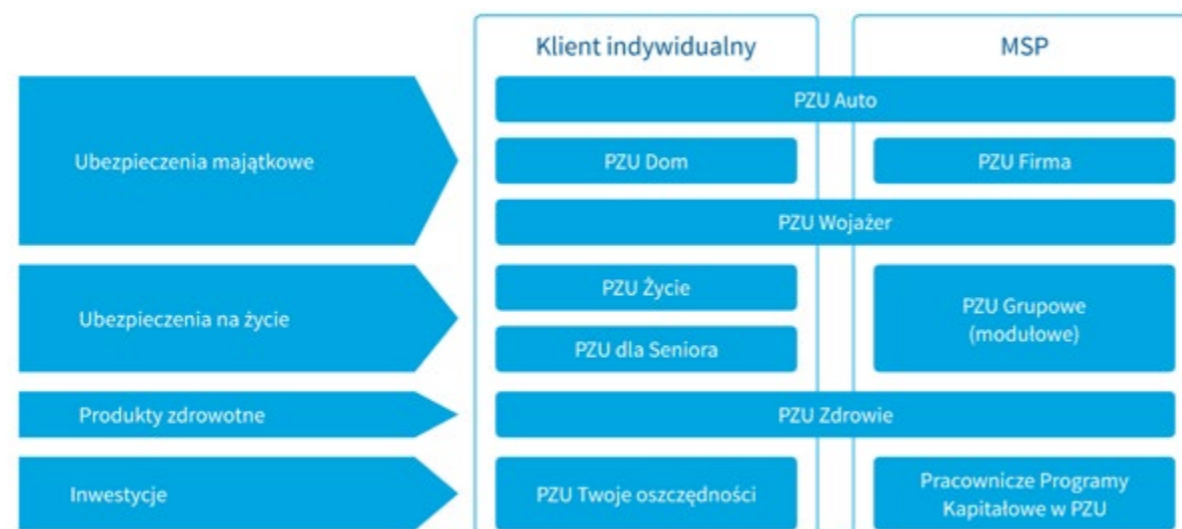 Klient indywidualny
MSP
Ubezpieczenia majątkowe
PZU Auto
PZU Dom
PZU Firma
PZU Wojażer
Ubezpieczenia na życie
PZU Życie
PZU dla Seniora
PZU Grupowe
(modułowe)
Produkty zdrowotne
PZU Zdrowie
Inwestycje
PZU Twoje oszczędności
Pracownicze Programy
Kapitałowe w PZU